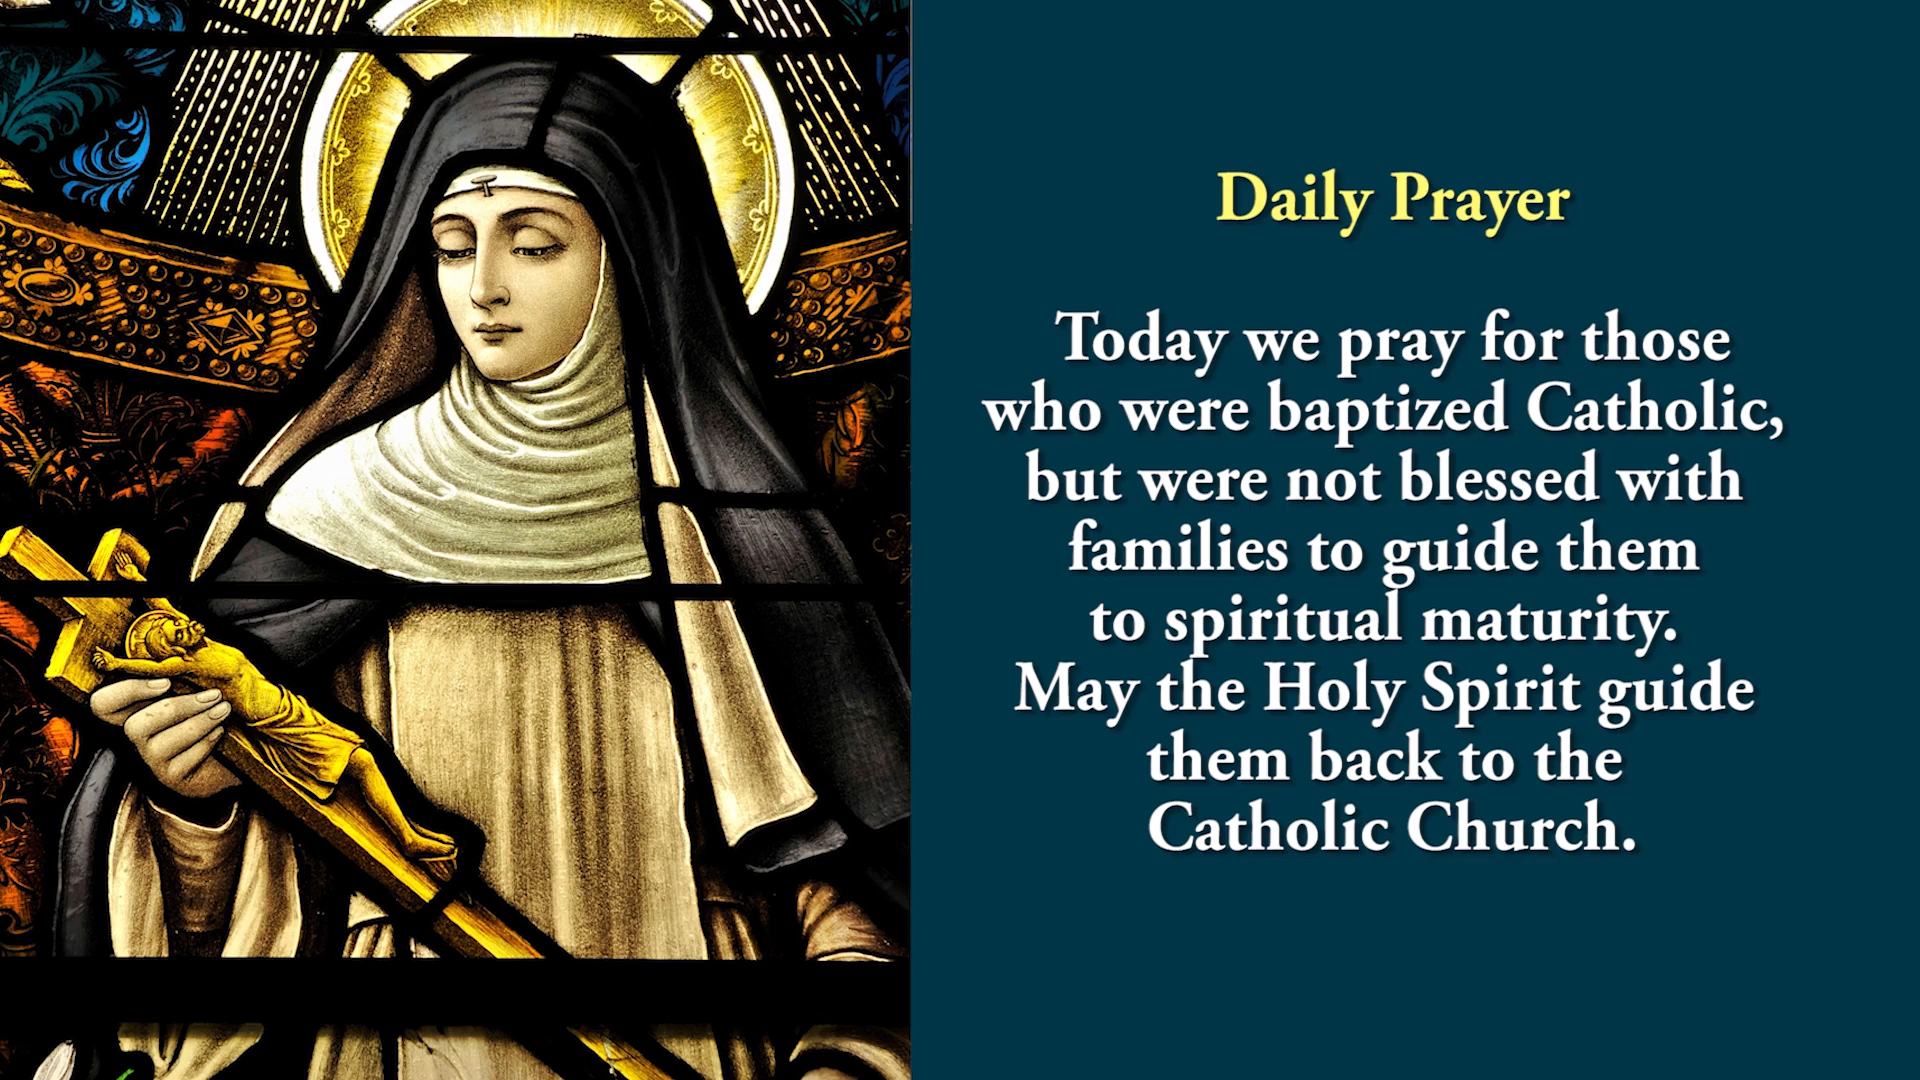 Daily Prayer
Today we pray for those
who were baptized Catholic,
but were not blessed with
families to guide them
to spiritual maturity.
May the Holy Spirit guide
them back to the
Catholic Church.